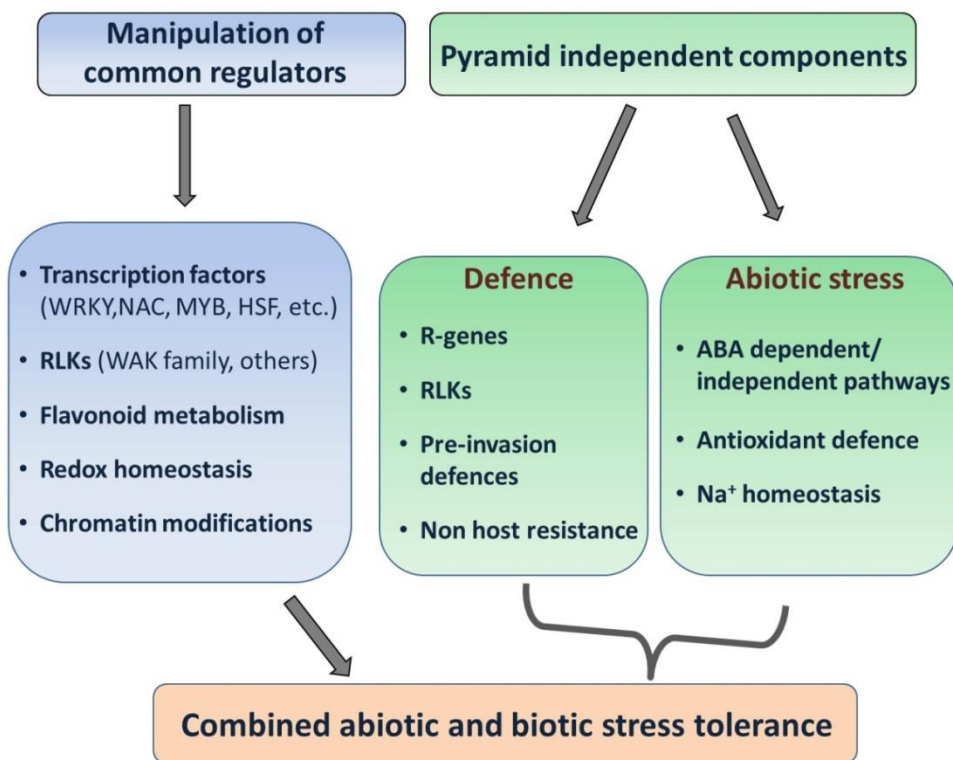 Manipulation of
common regulators
Pyramid independent components
• Transcription factors
(WRKY,NAC, MYB, HSF, etc.)
• RLKs (WAK family, others)
• Flavonoid metabolism
• Redox homeostasis
• Chromatin modifications
Defence
• R-genes
• RLKs
• Pre-invasion
defences
• Non host resistance
Abiotic stress
• ABA dependent/
independent pathways
• Antioxidant defence
• Na⁺ homeostasis
Combined abiotic and biotic stress tolerance